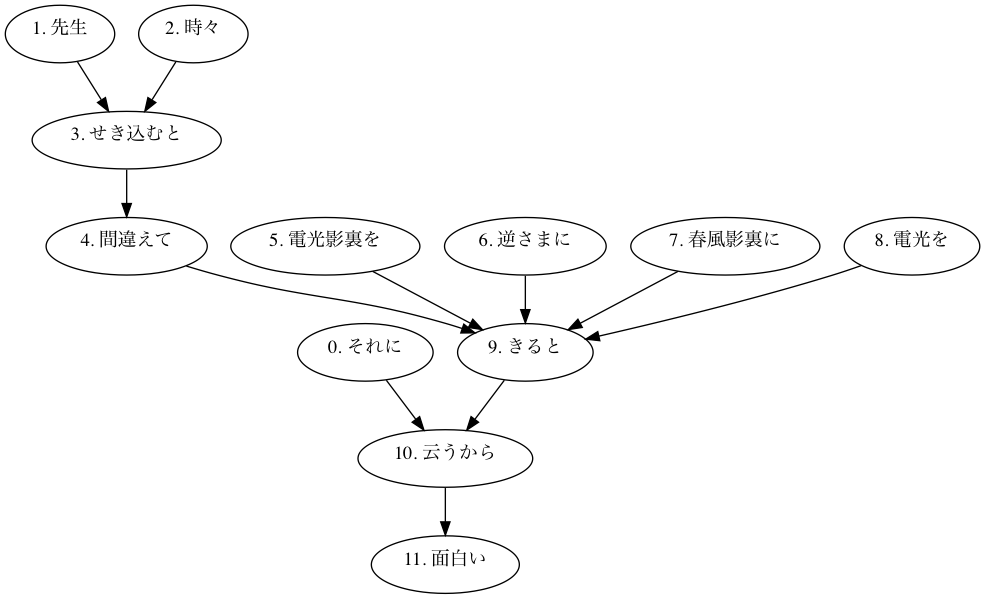 1. 先生
2. 時々
3. せき込むと
4. 間違えて
5. 電光影裏を
6. 逆さまに
7. 春風影裏に
8. 電光を
0. それに
9. きると
10. 云うから
11. 面白い